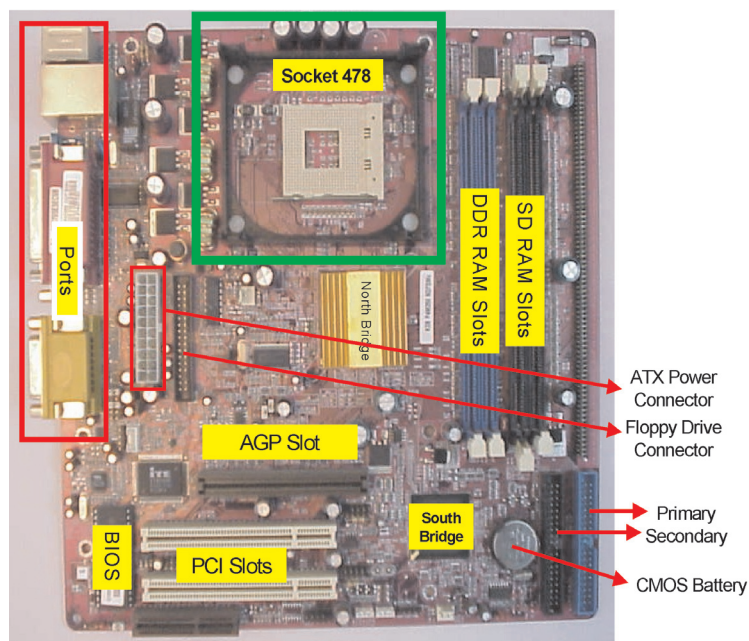 Socket 478
Ports
DDR RAM Slots
SD RAM Slots
North Bridge
ATX Power
Connector
Floppy Drive
Connector
AGP Slot
South
Bridge
Primary
Secondary
BIOS
PCI Slots
CMOS Battery